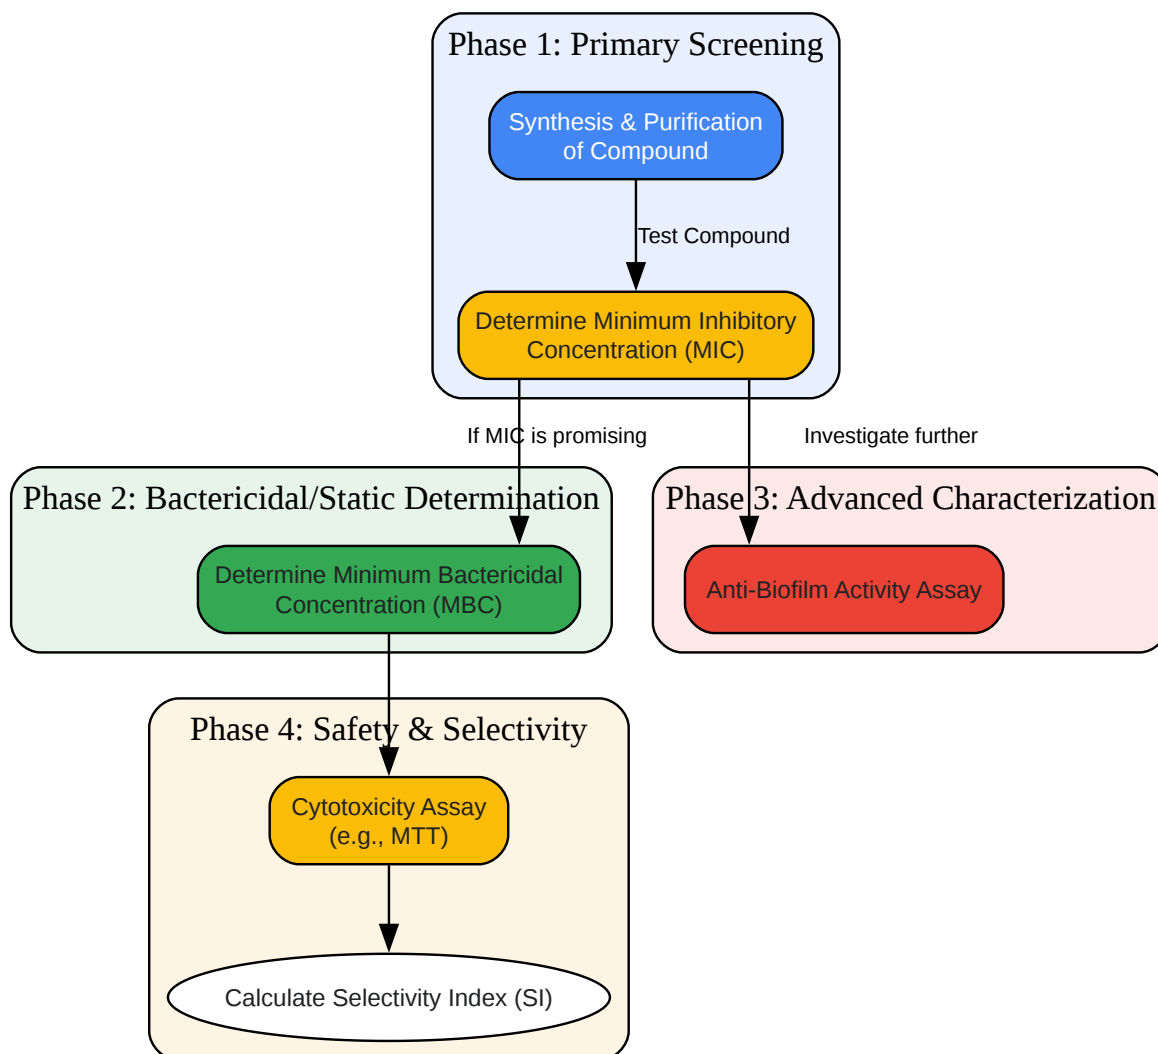 Phase 1: Primary Screening
Synthesis & Purification
of Compound
Test Compound
Determine Minimum Inhibitory
Concentration (MIC)
If MIC is promising
Investigate further
Phase 2: Bactericidal/Static Determination
Phase 3: Advanced Characterization
Determine Minimum Bactericidal
Concentration (MBC)
Anti-Biofilm Activity Assay
Phase 4: Safety & Selectivity
Cytotoxicity Assay
(e.g., MTT)
Calculate Selectivity Index (SI)